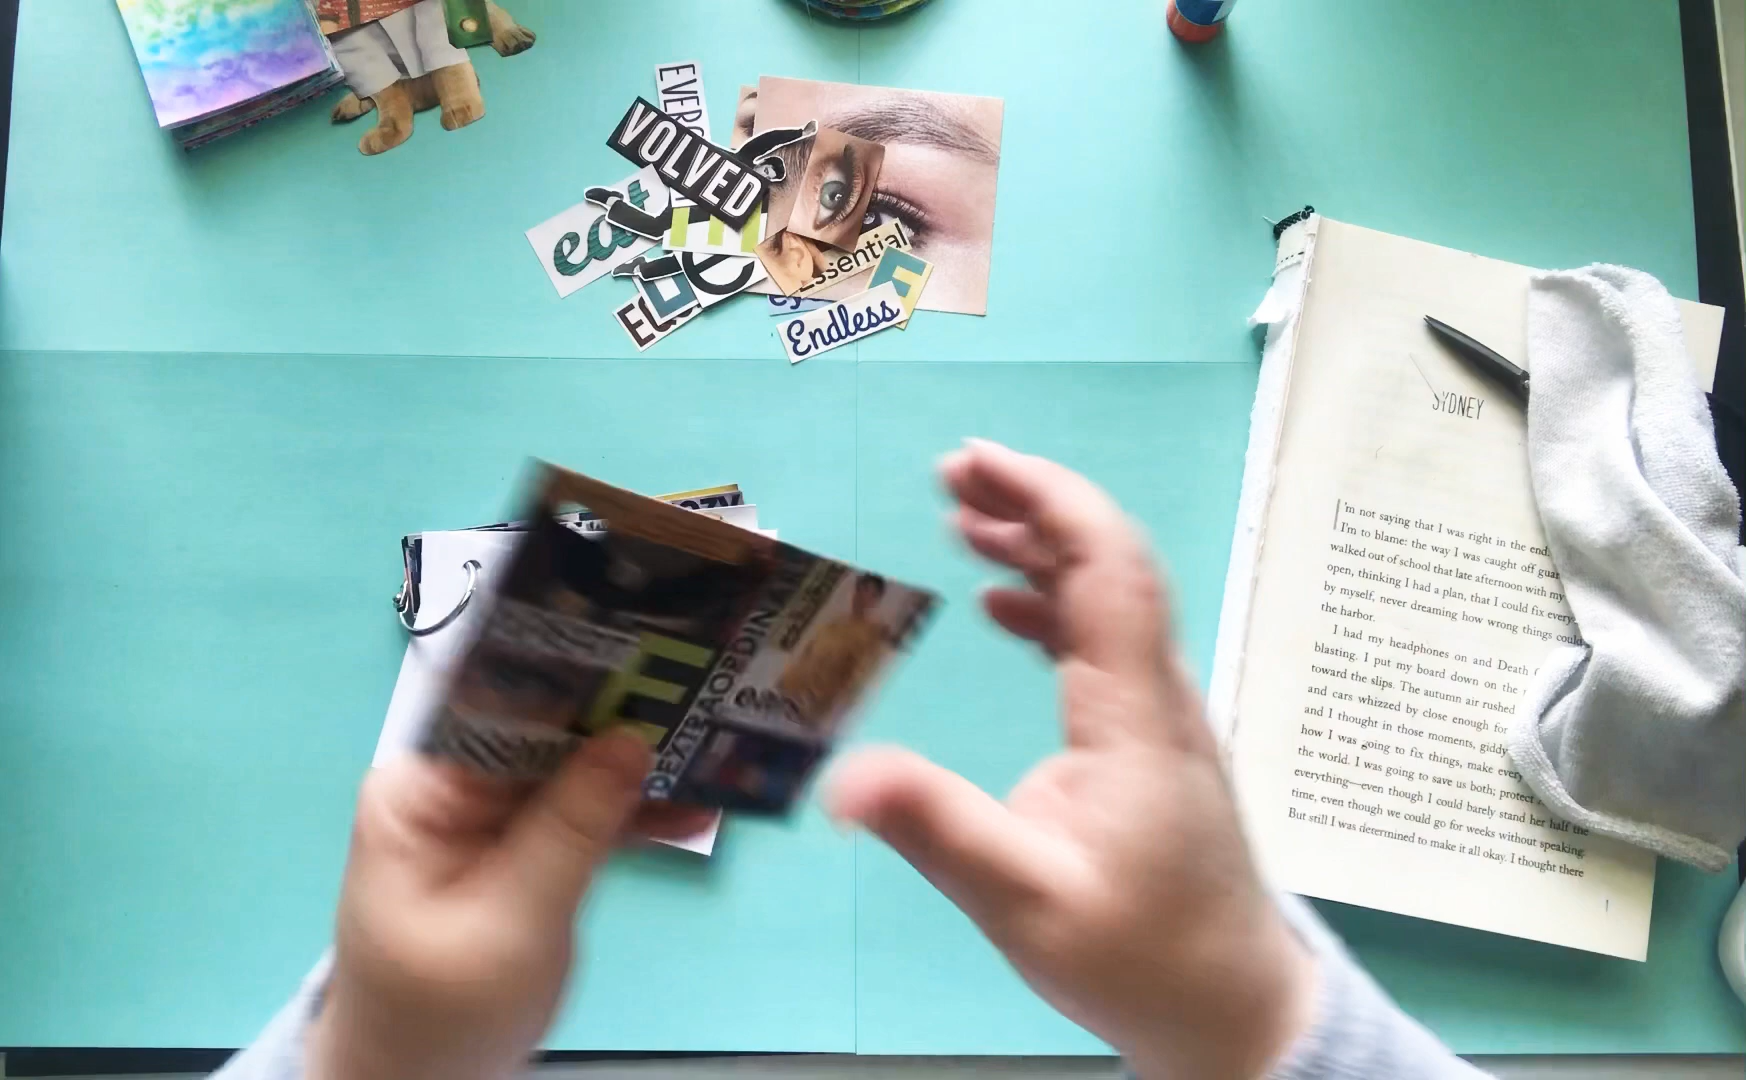 EVER
VOLVED
eat
E
e
Essential
E
Endless
SYDNEY
I'm not saying that I was right in the end.
I'm to blame: the way I was caught off guar
walked out of school that late afternoon with my
open, thinking I had a plan, that I could fix every-
by myself, never dreaming how wrong things could
the harbor.
I had my headphones on and Death
blasting. I put my board down on the
toward the slips. The autumn air rushed
and cars whizzed by close enough for
and I thought in those moments, giddy
how I was going to fix things, make every
the world. I was going to save us both; protect
everything—even though I could barely stand her half the
time, even though we could go for weeks without speaking.
But still I was determined to make it all okay. I thought there
1
E
EXTRAORDINA